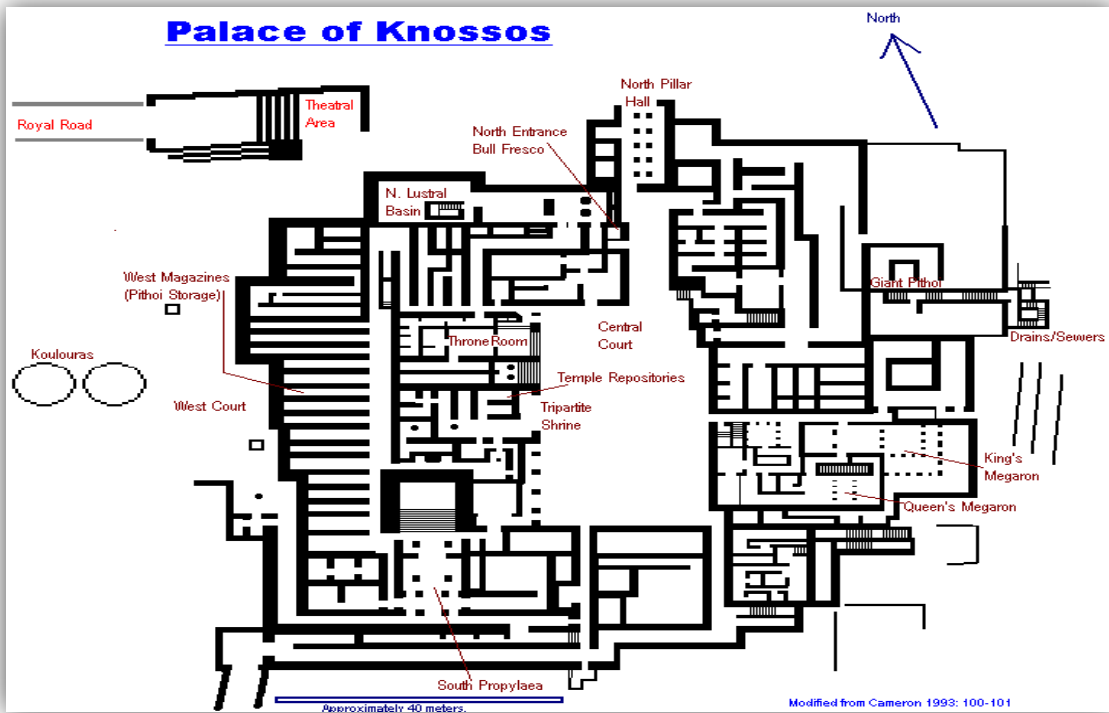 Palace of Knossos
North
Royal Road
Theatral
Area
North Pillar
Hall
North Entrance
Bull Fresco
N. Lustral
Basin
West Magazines
(Pithoi Storage)
Giant Pithoi
Throne Room
Central
Court
Drains/Sewers
Koulouras
Temple Repositories
West Court
Tripartite
Shrine
King's
Megaron
Queen's Megaron
South Propylaea
Approximately 40 meters.
Modified from Cameron 1993: 100-101